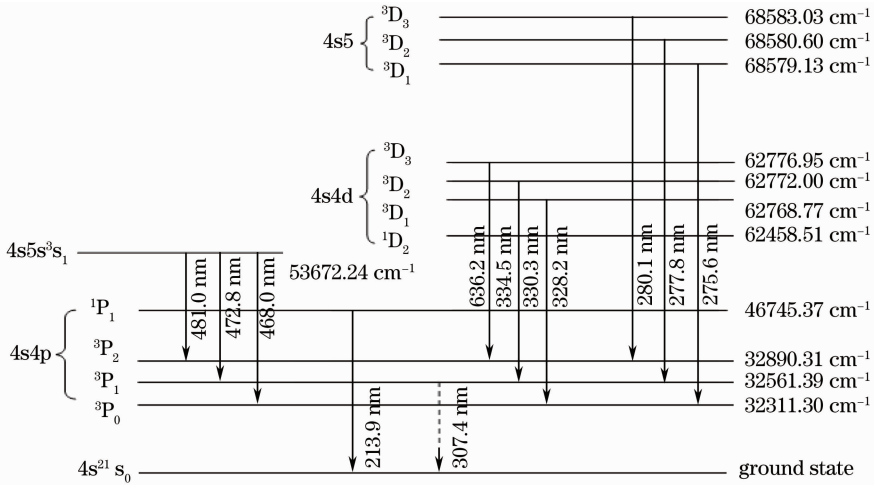 ³D₃ 68583.03 cm⁻¹
4s5 ³D₂ 68580.60 cm⁻¹
³D₁ 68579.13 cm⁻¹
³D₃ 62776.95 cm⁻¹
³D₂ 62772.00 cm⁻¹
4s4d
³D₁ 62768.77 cm⁻¹
¹D₂ 62458.51 cm⁻¹
4s5s³s₁
53672.24 cm⁻¹
481.0 nm
472.8 nm
468.0 nm
636.2 nm
334.5 nm
330.3 nm
328.2 nm
280.1 nm
277.8 nm
275.6 nm
¹P₁ 46745.37 cm⁻¹
4s4p
³P₂ 32890.31 cm⁻¹
³P₁ 32561.39 cm⁻¹
³P₀ 32311.30 cm⁻¹
213.9 nm
307.4 nm
4s²¹ s₀ ground state